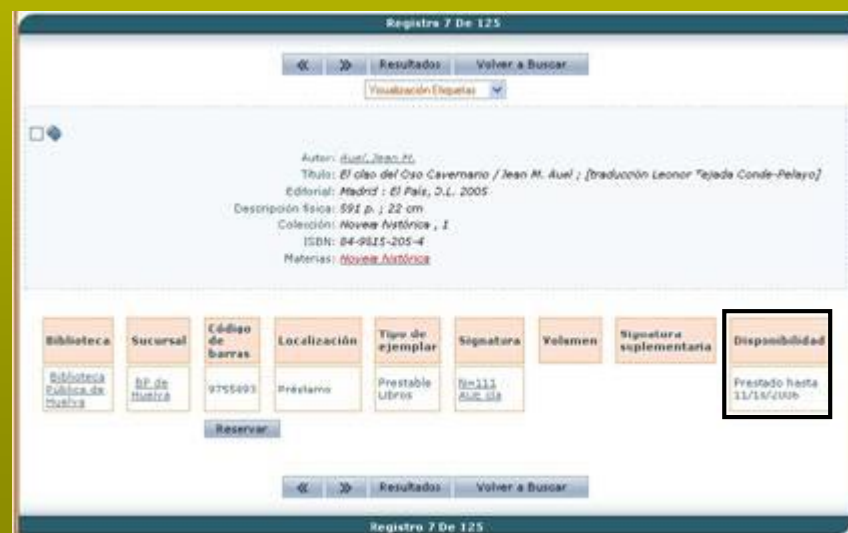 Registro 7 De 125
Resultados Volver a Buscar
Visualización Etiquetas
Autor: Auel, Jean M.
Título: El clan del Oso Cavernario / Jean M. Auel ; [traducción Leonor Tejada Conde-Pelayo]
Editorial: Madrid : El País, D.L. 2005
Descripción física: 591 p. ; 22 cm
Colección: Novela histórica , 1
ISBN: 84-9815-205-4
Materias: Novela histórica
Biblioteca Sucursal Código de barras Localización Tipo de ejemplar Signatura Volumen Signatura suplementaria Disponibilidad
Biblioteca Pública de Huelva BP de Huelva Préstamo Prestable Libros N-111 AUE cla Prestado hasta
Reservar
Resultados Volver a Buscar
Registro 7 De 125